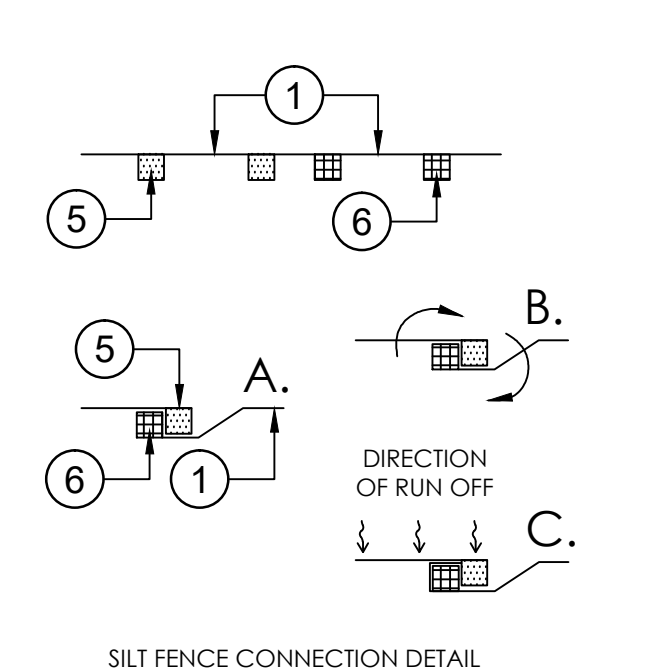 1
5
6
5
A.
6
1
B.
DIRECTION
OF RUN OFF
C.
SILT FENCE CONNECTION DETAIL